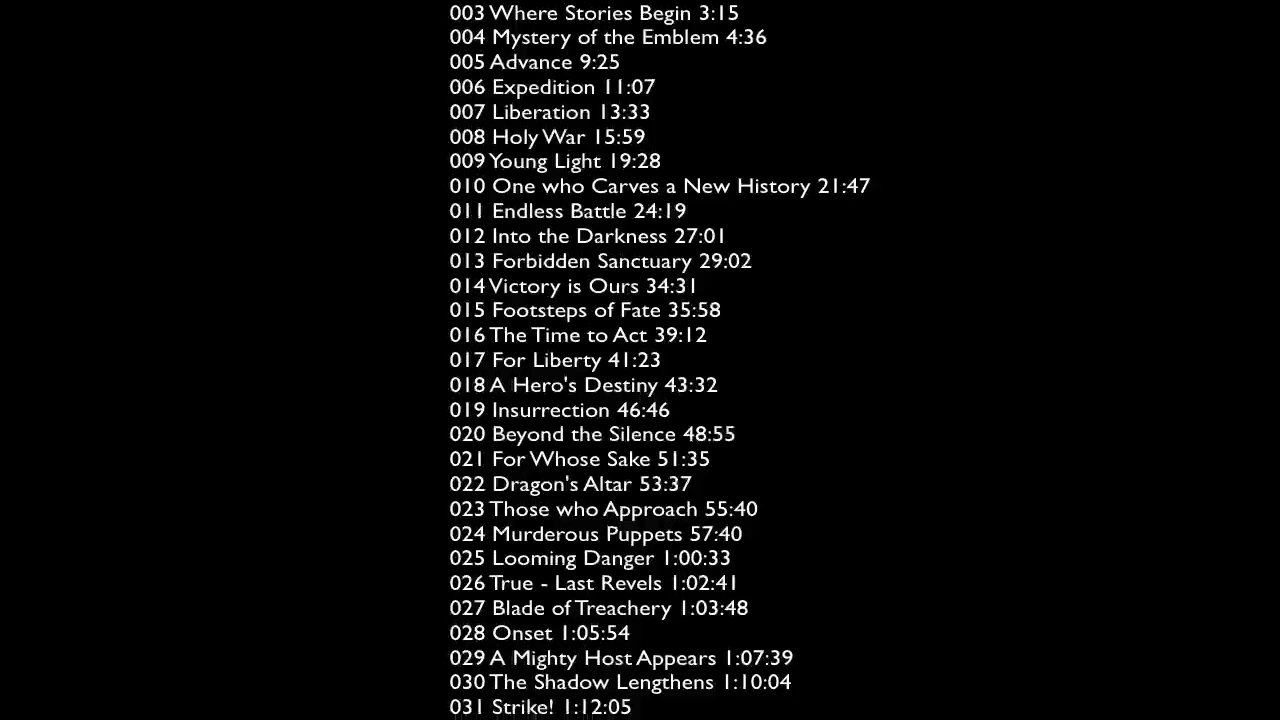 003 Where Stories Begin 3:15
004 Mystery of the Emblem 4:36
005 Advance 9:25
006 Expedition 11:07
007 Liberation 13:33
008 Holy War 15:59
009 Young Light 19:28
010 One who Carves a New History 21:47
011 Endless Battle 24:19
012 Into the Darkness 27:01
013 Forbidden Sanctuary 29:02
014 Victory is Ours 34:31
015 Footsteps of Fate 35:58
016 The Time to Act 39:12
017 For Liberty 41:23
018 A Hero's Destiny 43:32
019 Insurrection 46:46
020 Beyond the Silence 48:55
021 For Whose Sake 51:35
022 Dragon's Altar 53:37
023 Those who Approach 55:40
024 Murderous Puppets 57:40
025 Looming Danger 1:00:33
026 True - Last Revels 1:02:41
027 Blade of Treachery 1:03:48
028 Onset 1:05:54
029 A Mighty Host Appears 1:07:39
030 The Shadow Lengthens 1:10:04
031 Strike! 1:12:05